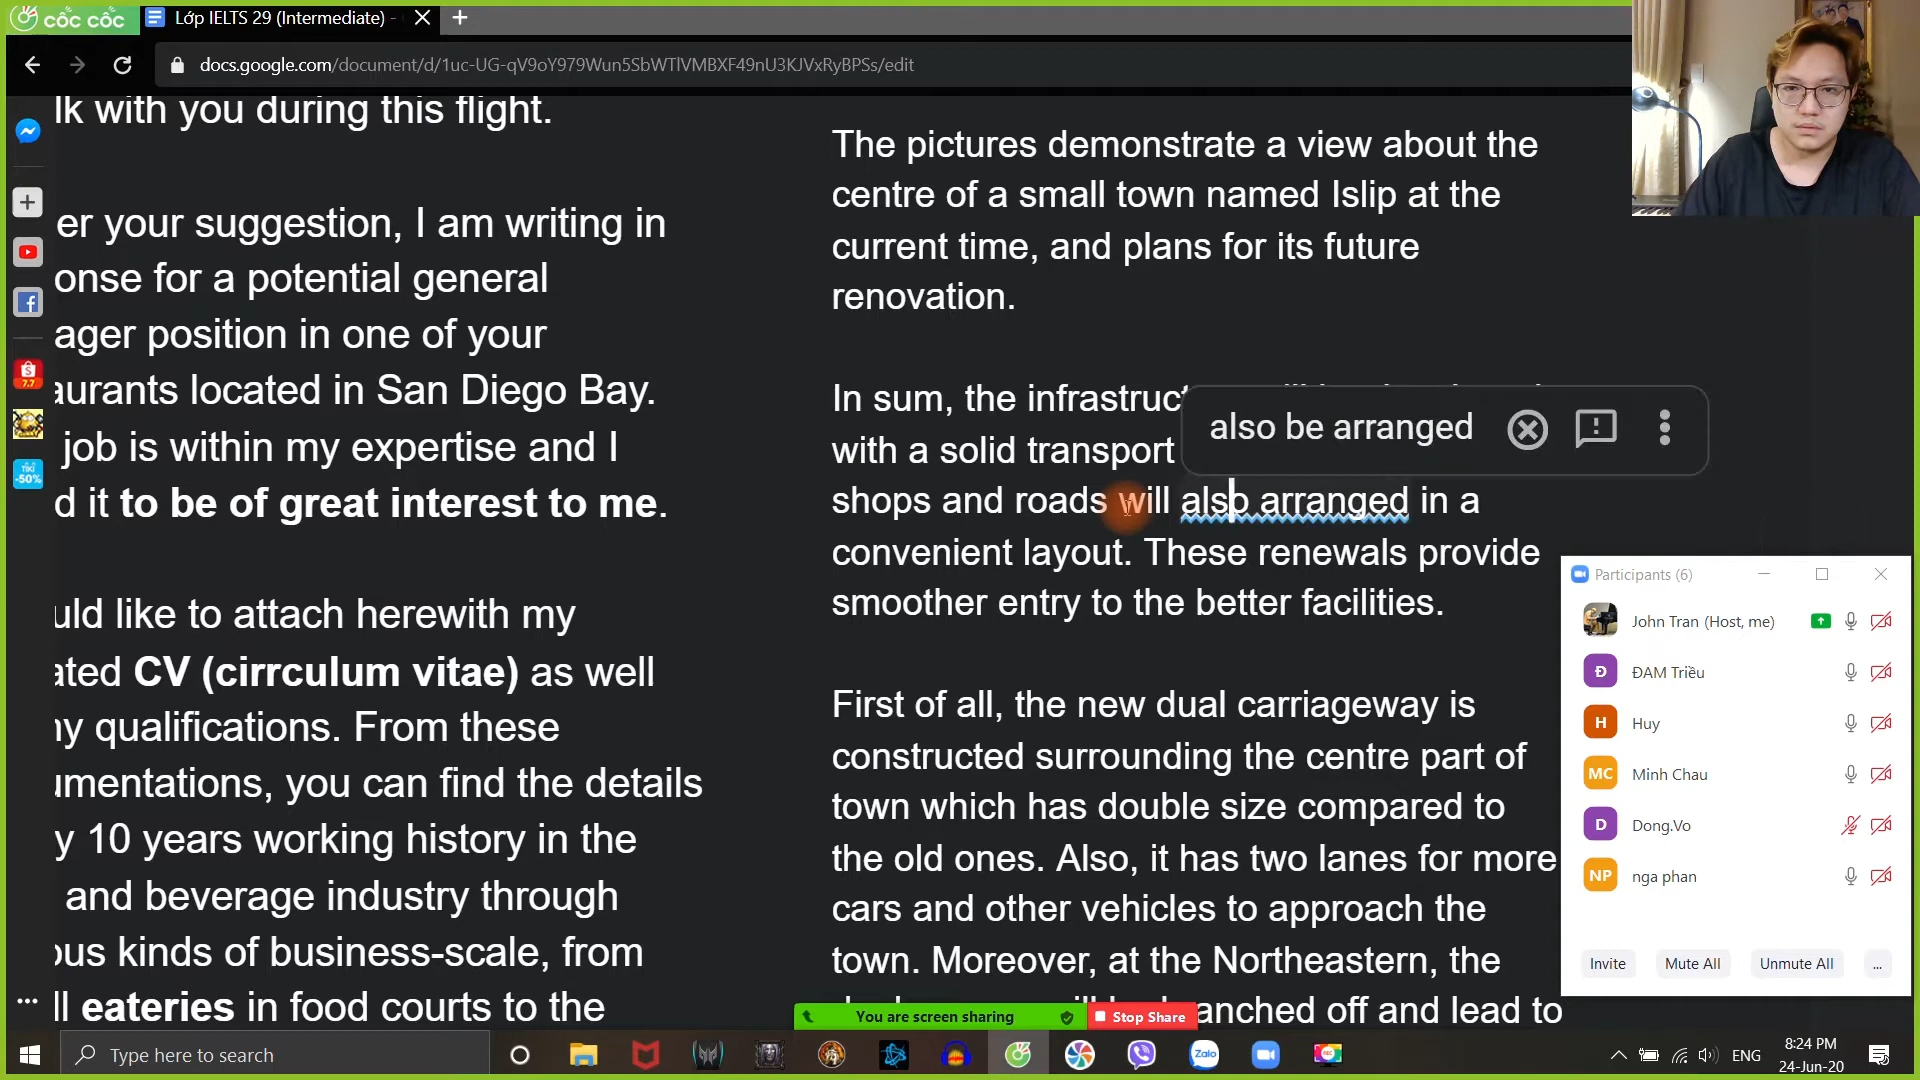 cốc cốc
Lớp IELTS 29 (Intermediate) -
docs.google.com/document/d/1uc-UG-qV9oY979Wun5SbWTlVMBXF49nU3KJVxRyBPSs/edit
lk with you during this flight.
er your suggestion, I am writing in
onse for a potential general
ager position in one of your
aurants located in San Diego Bay.
job is within my expertise and I
d it to be of great interest to me.
uld like to attach herewith my
ated CV (cirrculum vitae) as well
ny qualifications. From these
umentations, you can find the details
y 10 years working history in the
and beverage industry through
ous kinds of business-scale, from
ll eateries in food courts to the
The pictures demonstrate a view about the
centre of a small town named Islip at the
current time, and plans for its future
renovation.
In sum, the infrastruct
also be arranged
with a solid transport
shops and roads will also arranged in a
convenient layout. These renewals provide
smoother entry to the better facilities.
First of all, the new dual carriageway is
constructed surrounding the centre part of
town which has double size compared to
the old ones. Also, it has two lanes for more
cars and other vehicles to approach the
town. Moreover, at the Northeastern, the
anched off and lead to
7.7
TIKI
-50%
Participants (6)
John Tran (Host, me)
Đ ĐAM Triều
H Huy
MC Minh Chau
D Dong.Vo
NP nga phan
Invite Mute All Unmute All ...
You are screen sharing Stop Share
Type here to search
Zalo
ENG
8:24 PM
24-Jun-20